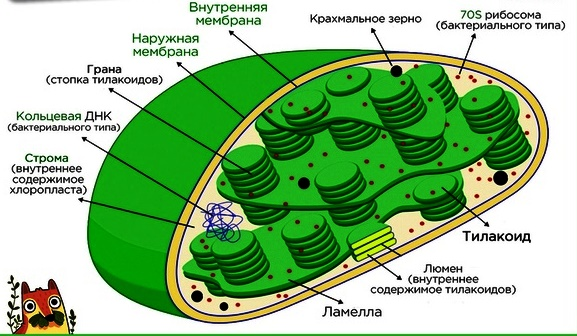 Внутренняя
мембрана
Крахмальное зерно
70S рибосома
(бактериального типа)
Наружная
мембрана
Грана
(стопка тилакоидов)
Кольцевая ДНК
(бактериального типа)
Строма
(внутреннее
содержимое
хлоропласта)
Тилакоид
Люмен (внутреннее
содержимое тилакоидов)
Ламелла